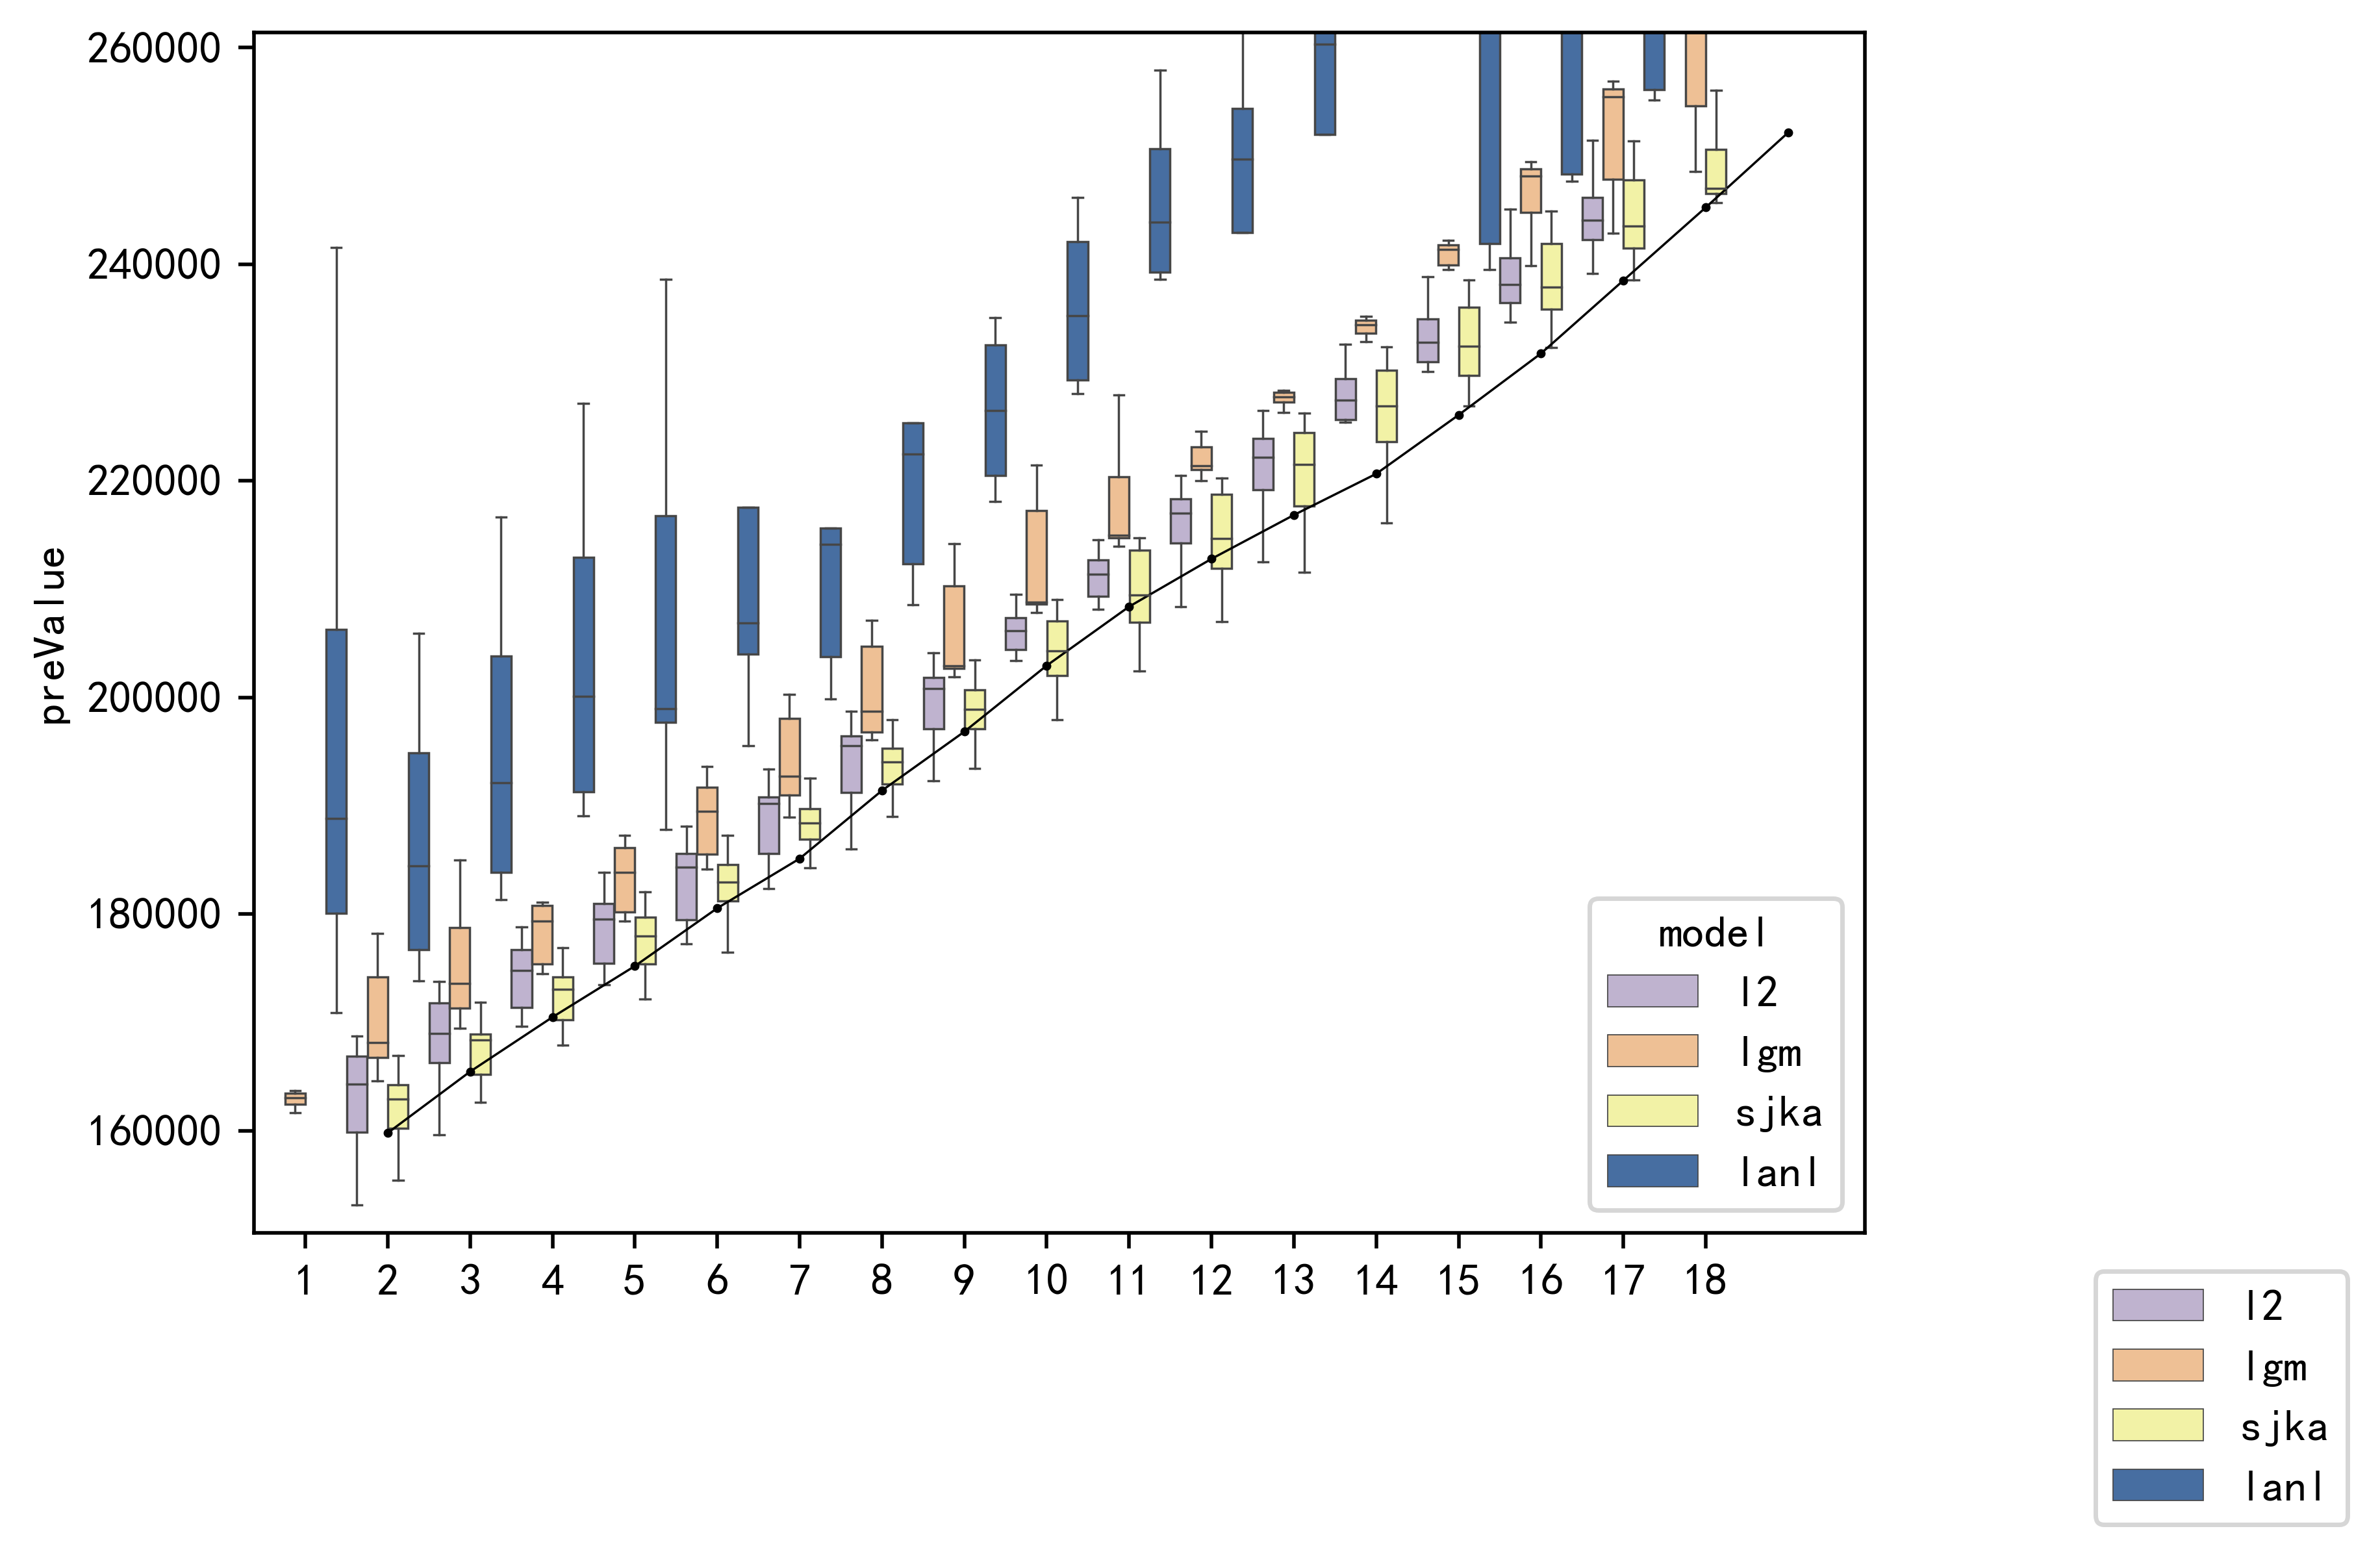 260000
240000
220000
200000
180000
160000
preValue
1 2 3 4 5 6 7 8 9 10 11 12 13 14 15 16 17 18
model
l2
lgm
sjka
lanl
l2
lgm
sjka
lanl